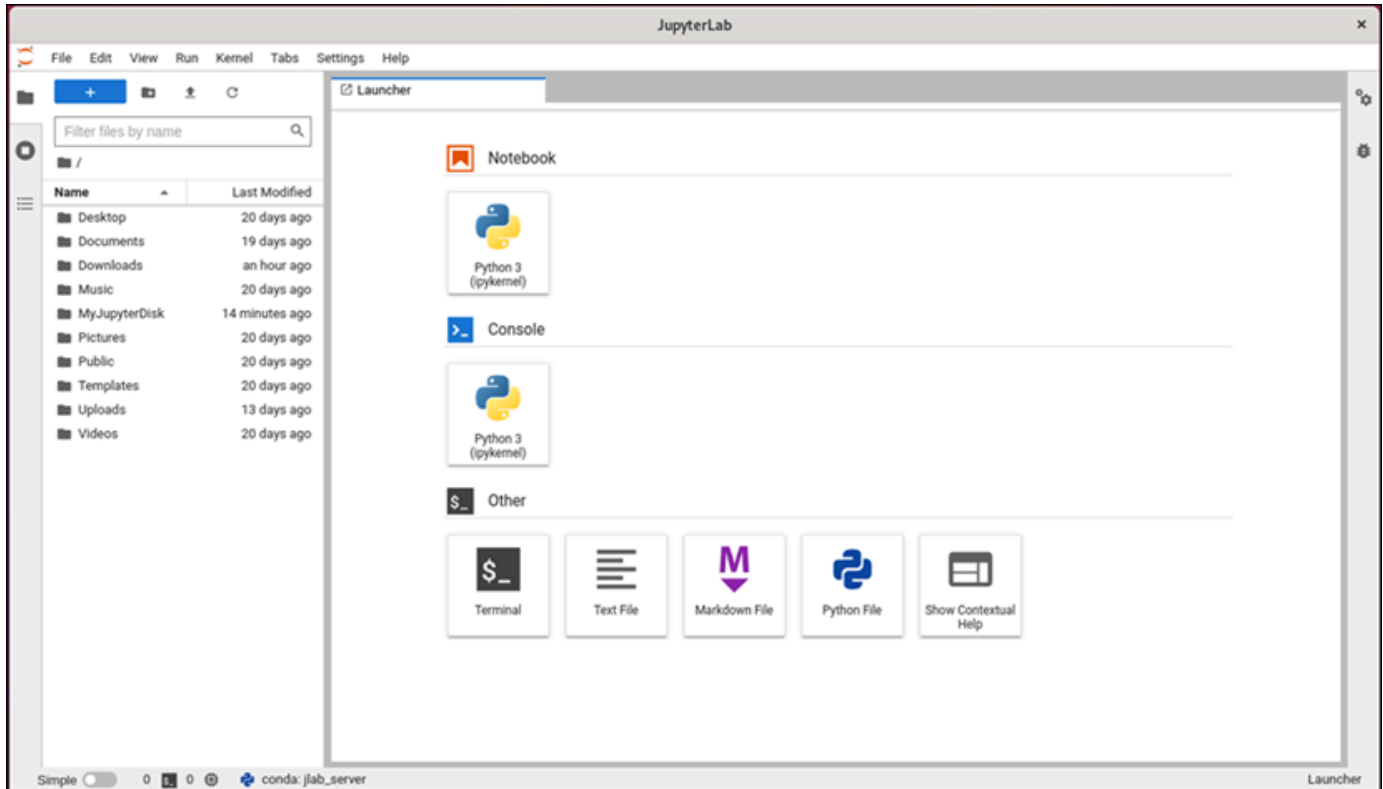 JupyterLab
File Edit View Run Kernel Tabs Settings Help
Launcher
Filter files by name
/
Name Last Modified
Desktop 20 days ago
Documents 19 days ago
Downloads an hour ago
Music 20 days ago
MyJupyterDisk 14 minutes ago
Pictures 20 days ago
Public 20 days ago
Templates 20 days ago
Uploads 13 days ago
Videos 20 days ago
Notebook
Python 3
(ipykernel)
Console
Python 3
(ipykernel)
$_ Other
$_
M
Terminal
Text File
Markdown File
Python File
Show Contextual
Help
Simple 0 $_ 0 conda: jlab_server Launcher